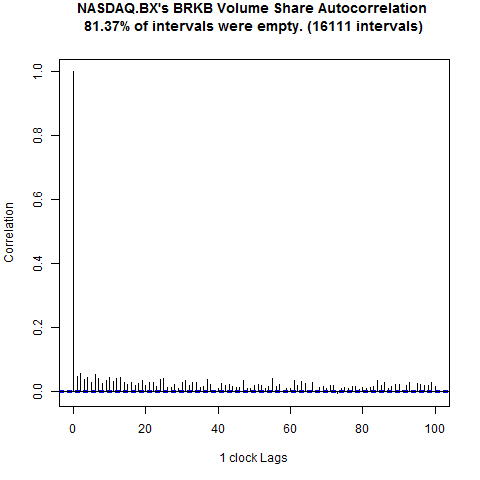 NASDAQ.BX's BRKB Volume Share Autocorrelation
81.37% of intervals were empty. (16111 intervals)
1.0
0.8
0.6
0.4
0.2
0.0
Correlation
0 20 40 60 80 100
1 clock Lags